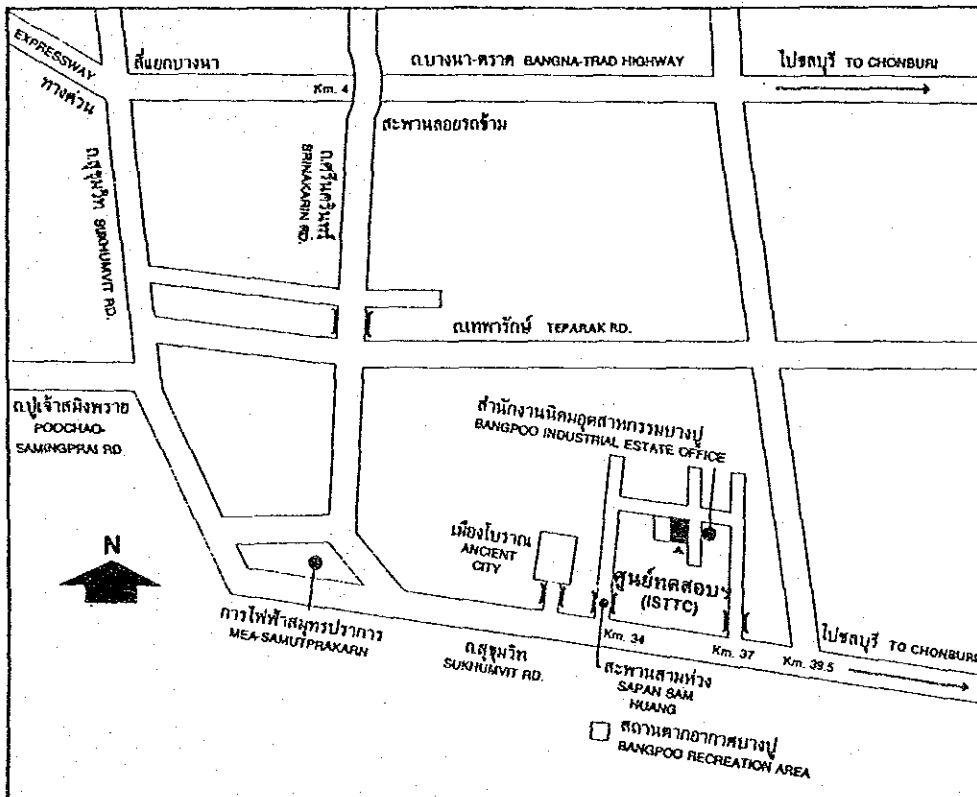 EXPRESSWAY
ทางด่วน
สี่แยกบางนา
ถ.บางนา-ตราด BANGNA-TRAD HIGHWAY
ไปชลบุรี TO CHONBURI
Km. 4
สะพานลอยรถข้าม
ถ.สุขุมวิท SUKHUMVIT RD.
ถ.ศรีนครินทร์
SRINAKARIN RD.
ถ.เทพารักษ์ TEPARAK RD.
ถ.ปู่เจ้าสมิงพราย
POOCHAO-
SAMINGPRAI RD.
สำนักงานนิคมอุตสาหกรรมบางปู
BANGPOO INDUSTRIAL ESTATE OFFICE
เมืองโบราณ
ANCIENT
CITY
ศูนย์ทดสอบฯ
(ISTTC)
N
การไฟฟ้าสมุทรปราการ
MEA-SAMUTPRAKARN
ถ.สุขุมวิท
SUKHUMVIT RD.
Km. 34
Km. 37
Km. 39.5
ไปชลบุรี TO CHONBURI
สะพานสามห่วง
SAPAN SAM
HUANG
สถานตากอากาศบางปู
BANGPOO RECREATION AREA